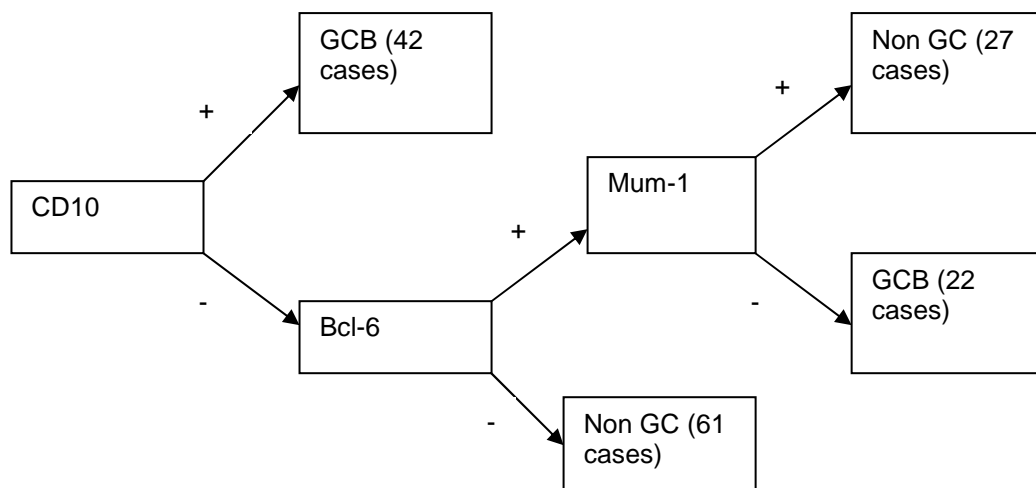 GCB (42
cases)
Non GC (27
cases)
+
+
CD10
Mum-1
+
-
-
GCB (22
cases)
Bcl-6
-
Non GC (61
cases)